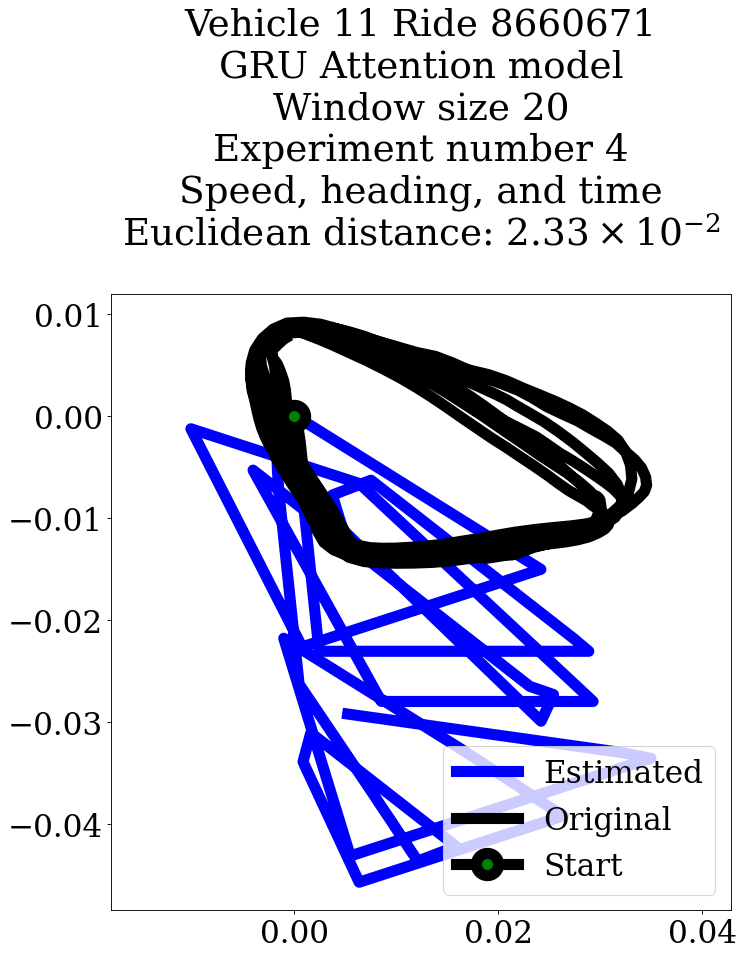 Vehicle 11 Ride 8660671
GRU Attention model
Window size 20
Experiment number 4
Speed, heading, and time
Euclidean distance: 2.33 × 10⁻²
0.01
0.00
−0.01
−0.02
−0.03
−0.04
Estimated
Original
Start
0.00 0.02 0.04